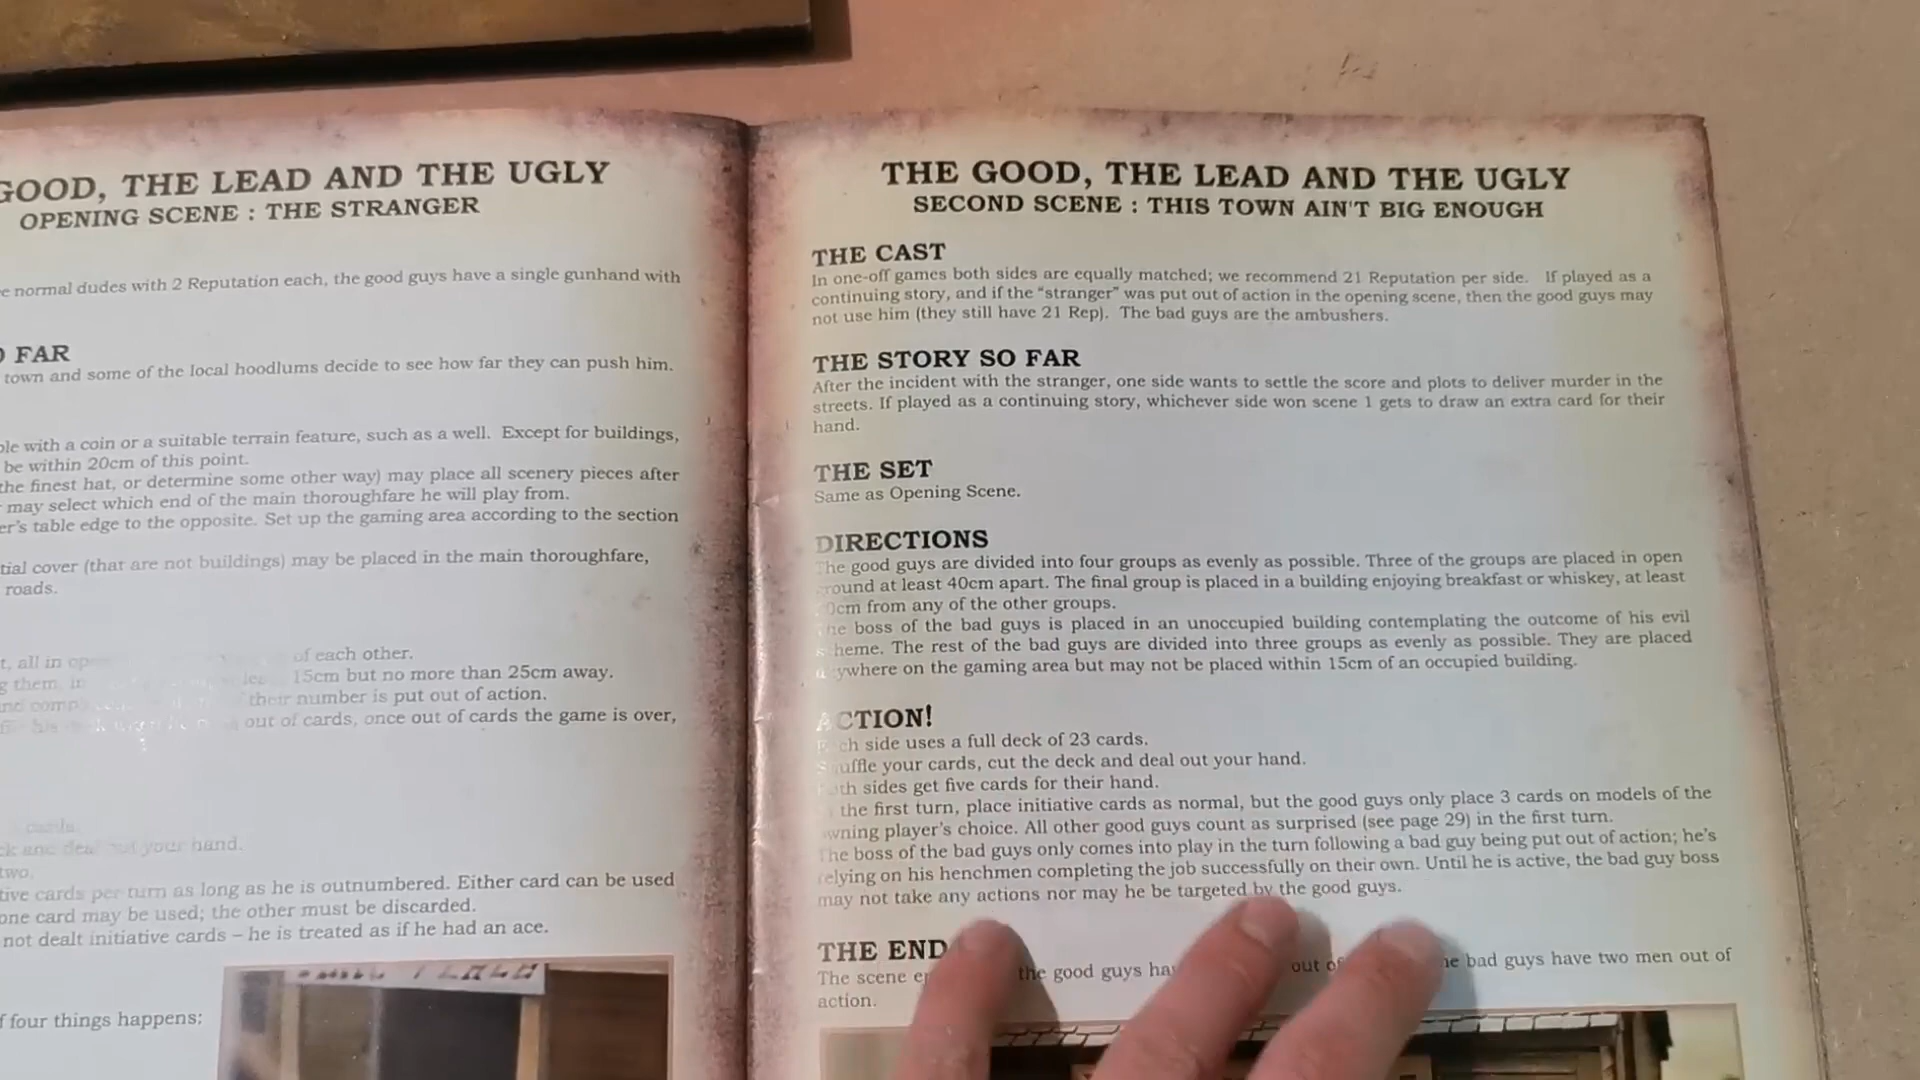 GOOD, THE LEAD AND THE UGLY
OPENING SCENE : THE STRANGER
normal dudes with 2 Reputation each, the good guys have a single gunhand with
FAR
town and some of the local hoodlums decide to see how far they can push him.
with a coin or a suitable terrain feature, such as a well. Except for buildings,
be within 20cm of this point.
the finest hat, or determine some other way) may place all scenery pieces after
may select which end of the main thoroughfare he will play from.
table edge to the opposite. Set up the gaming area according to the section
cover (that are not buildings) may be placed in the main thoroughfare,
roads.
all in of each other.
them, 15cm but no more than 25cm away.
their number is put out of action.
out of cards, once out of cards the game is over,
cards.
and deal out your hand.
two.
cards per turn as long as he is outnumbered. Either card can be used
one card may be used; the other must be discarded.
not dealt initiative cards – he is treated as if he had an ace.
four things happens:
THE GOOD, THE LEAD AND THE UGLY
SECOND SCENE : THIS TOWN AIN'T BIG ENOUGH
THE CAST
In one-off games both sides are equally matched; we recommend 21 Reputation per side. If played as a
continuing story, and if the “stranger” was put out of action in the opening scene, then the good guys may
not use him (they still have 21 Rep). The bad guys are the ambushers.
THE STORY SO FAR
After the incident with the stranger, one side wants to settle the score and plots to deliver murder in the
streets. If played as a continuing story, whichever side won scene 1 gets to draw an extra card for their
hand.
THE SET
Same as Opening Scene.
DIRECTIONS
The good guys are divided into four groups as evenly as possible. Three of the groups are placed in open
ground at least 40cm apart. The final group is placed in a building enjoying breakfast or whiskey, at least
from any of the other groups.
The boss of the bad guys is placed in an unoccupied building contemplating the outcome of his evil
scheme. The rest of the bad guys are divided into three groups as evenly as possible. They are placed
anywhere on the gaming area but may not be placed within 15cm of an occupied building.
ACTION!
Each side uses a full deck of 23 cards.
Shuffle your cards, cut the deck and deal out your hand.
Both sides get five cards for their hand.
the first turn, place initiative cards as normal, but the good guys only place 3 cards on models of the
owning player's choice. All other good guys count as surprised (see page 29) in the first turn.
The boss of the bad guys only comes into play in the turn following a bad guy being put out of action; he's
relying on his henchmen completing the job successfully on their own. Until he is active, the bad guy boss
may not take any actions nor may he be targeted by the good guys.
THE END
The scene the good guys out bad guys have two men out of
action.